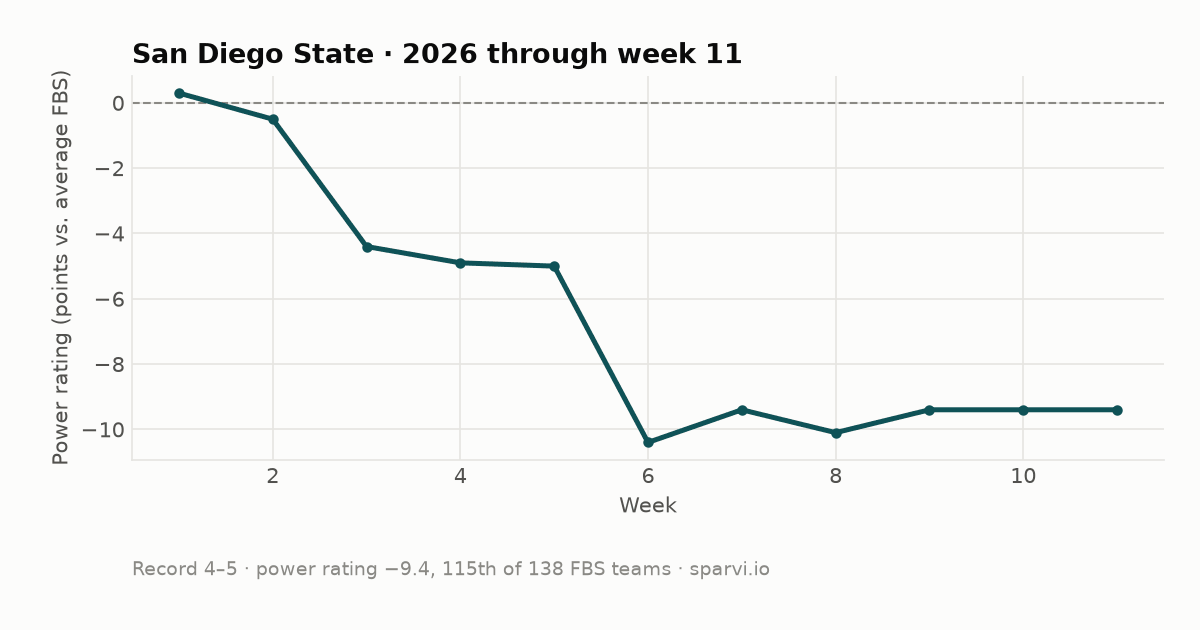 San Diego State · 2026 through week 11
Power rating (points vs. average FBS)
0
−2
−4
−6
−8
−10
2 4 6 8 10
Week
Record 4–5 · power rating −9.4, 115th of 138 FBS teams · sparvi.io